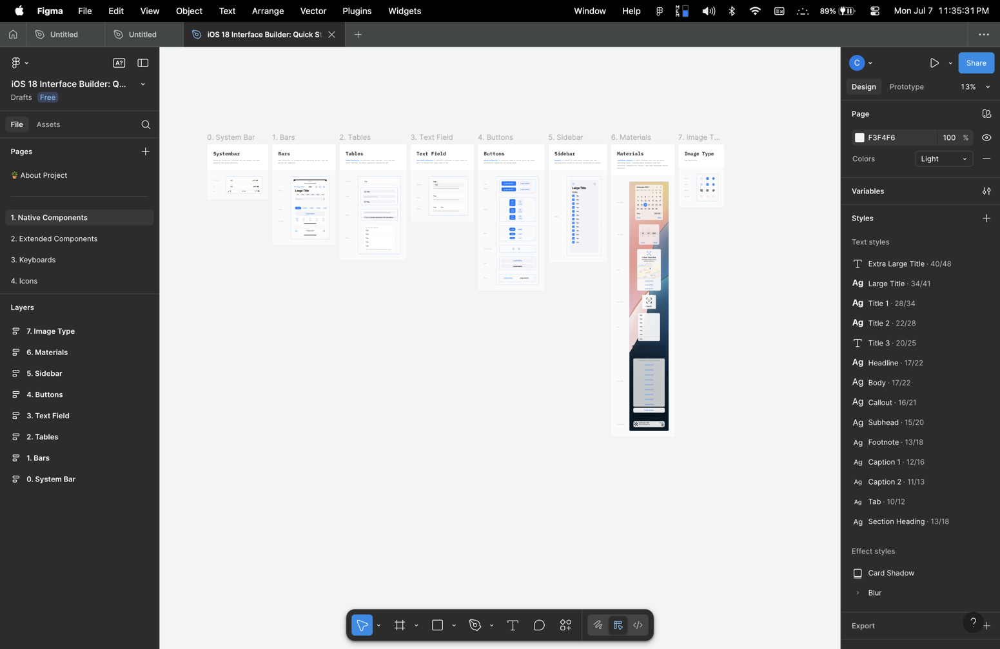 Figma File Edit View Object Text Arrange Vector Plugins Widgets Window Help MEM 89% Mon Jul 7 11:35:31 PM
Untitled Untitled iOS 18 Interface Builder: Quick St
A?
iOS 18 Interface Builder: Q...
Drafts Free
File Assets
Pages
About Project
1. Native Components
2. Extended Components
3. Keyboards
4. Icons
Layers
7. Image Type
6. Materials
5. Sidebar
4. Buttons
3. Text Field
2. Tables
1. Bars
0. System Bar
0. System Bar 1. Bars 2. Tables 3. Text Field 4. Buttons 5. Sidebar 6. Materials 7. Image T...
Systembar Bars Tables Text Field Buttons Sidebar Materials Image Type
Large Title
Large Title
C Share
Design Prototype 13%
Page
F3F4F6 100 %
Colors Light
Variables
Styles
Text styles
Extra Large Title · 40/48
Ag Large Title · 34/41
Ag Title 1 · 28/34
Ag Title 2 · 22/28
Title 3 · 20/25
Ag Headline · 17/22
Ag Body · 17/22
Ag Callout · 16/21
Ag Subhead · 15/20
Ag Footnote · 13/18
Ag Caption 1 · 12/16
Ag Caption 2 · 11/13
Ag Tab · 10/12
Ag Section Heading · 13/18
Effect styles
Card Shadow
Blur
Export
?